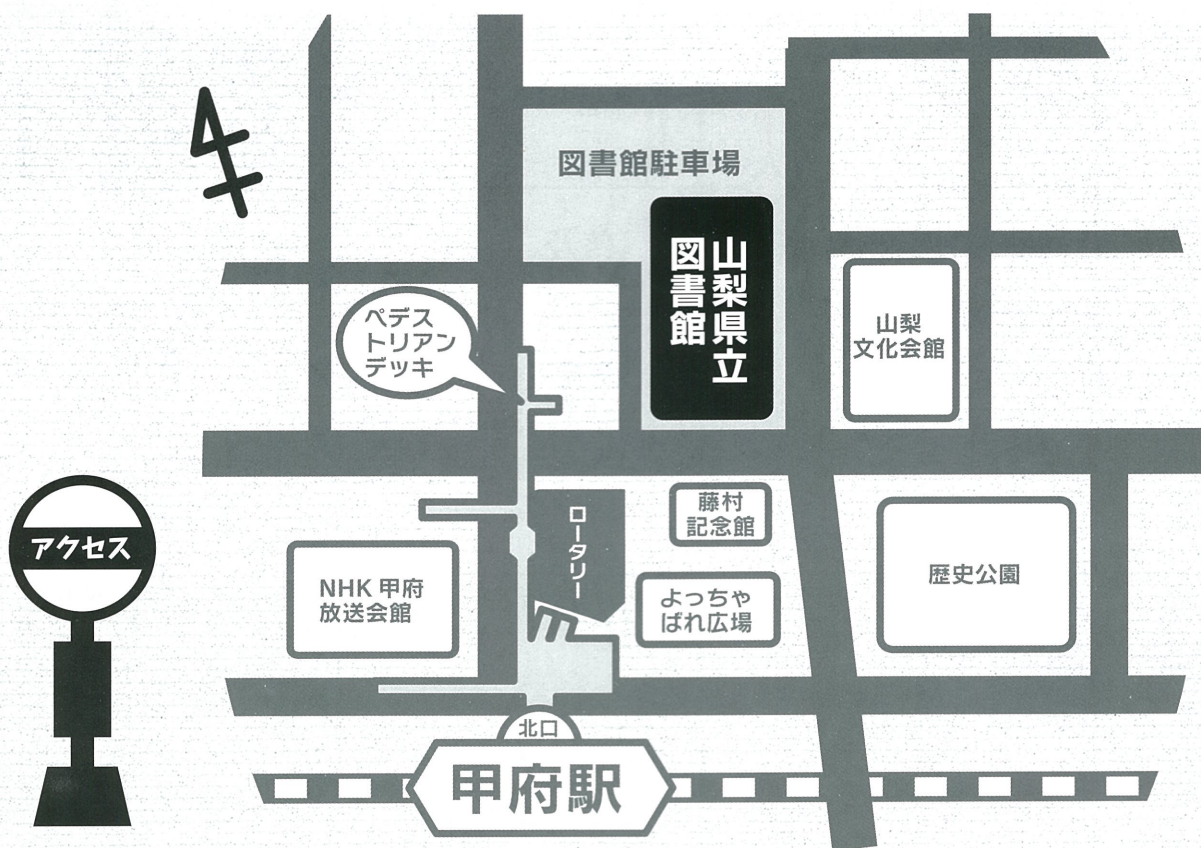 図書館駐車場
山梨県立
図書館
ペデス
トリアン
デッキ
山梨
文化会館
アクセス
ロータリー
藤村
記念館
NHK 甲府
放送会館
よっちゃ
ばれ広場
歴史公園
北口
甲府駅